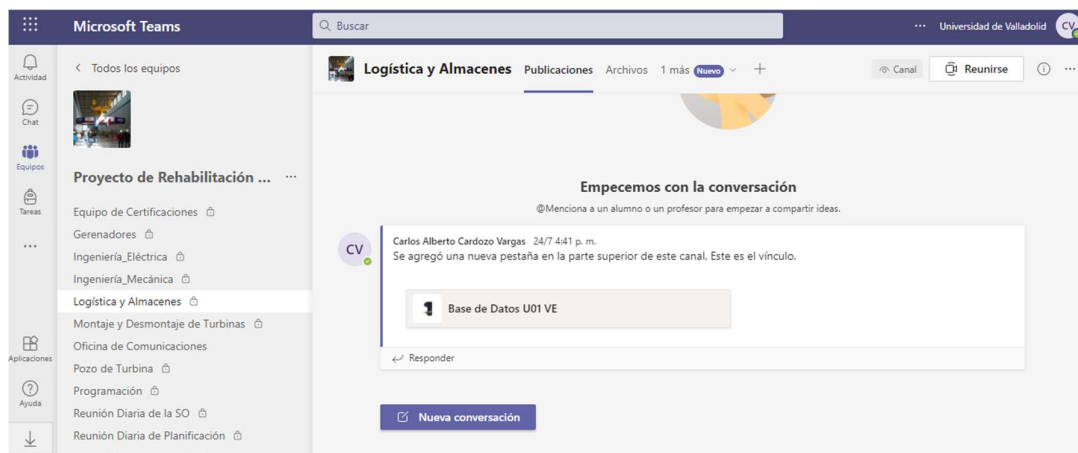 Microsoft Teams
Buscar
Universidad de Valladolid
CV
Actividad
Chat
Equipos
Tareas
Aplicaciones
Ayuda
Todos los equipos
Proyecto de Rehabilitación ...
Equipo de Certificaciones
Gerenadores
Ingeniería_Eléctrica
Ingeniería_Mecánica
Logística y Almacenes
Montaje y Desmontaje de Turbinas
Oficina de Comunicaciones
Pozo de Turbina
Programación
Reunión Diaria de la SO
Reunión Diaria de Planificación
Logística y Almacenes Publicaciones Archivos 1 más Nuevo
Canal
Reunirse
Empecemos con la conversación
@Menciona a un alumno o un profesor para empezar a compartir ideas.
CV
Carlos Alberto Cardozo Vargas 24/7 4:41 p. m.
Se agregó una nueva pestaña en la parte superior de este canal. Este es el vínculo.
Base de Datos U01 VE
Responder
Nueva conversación